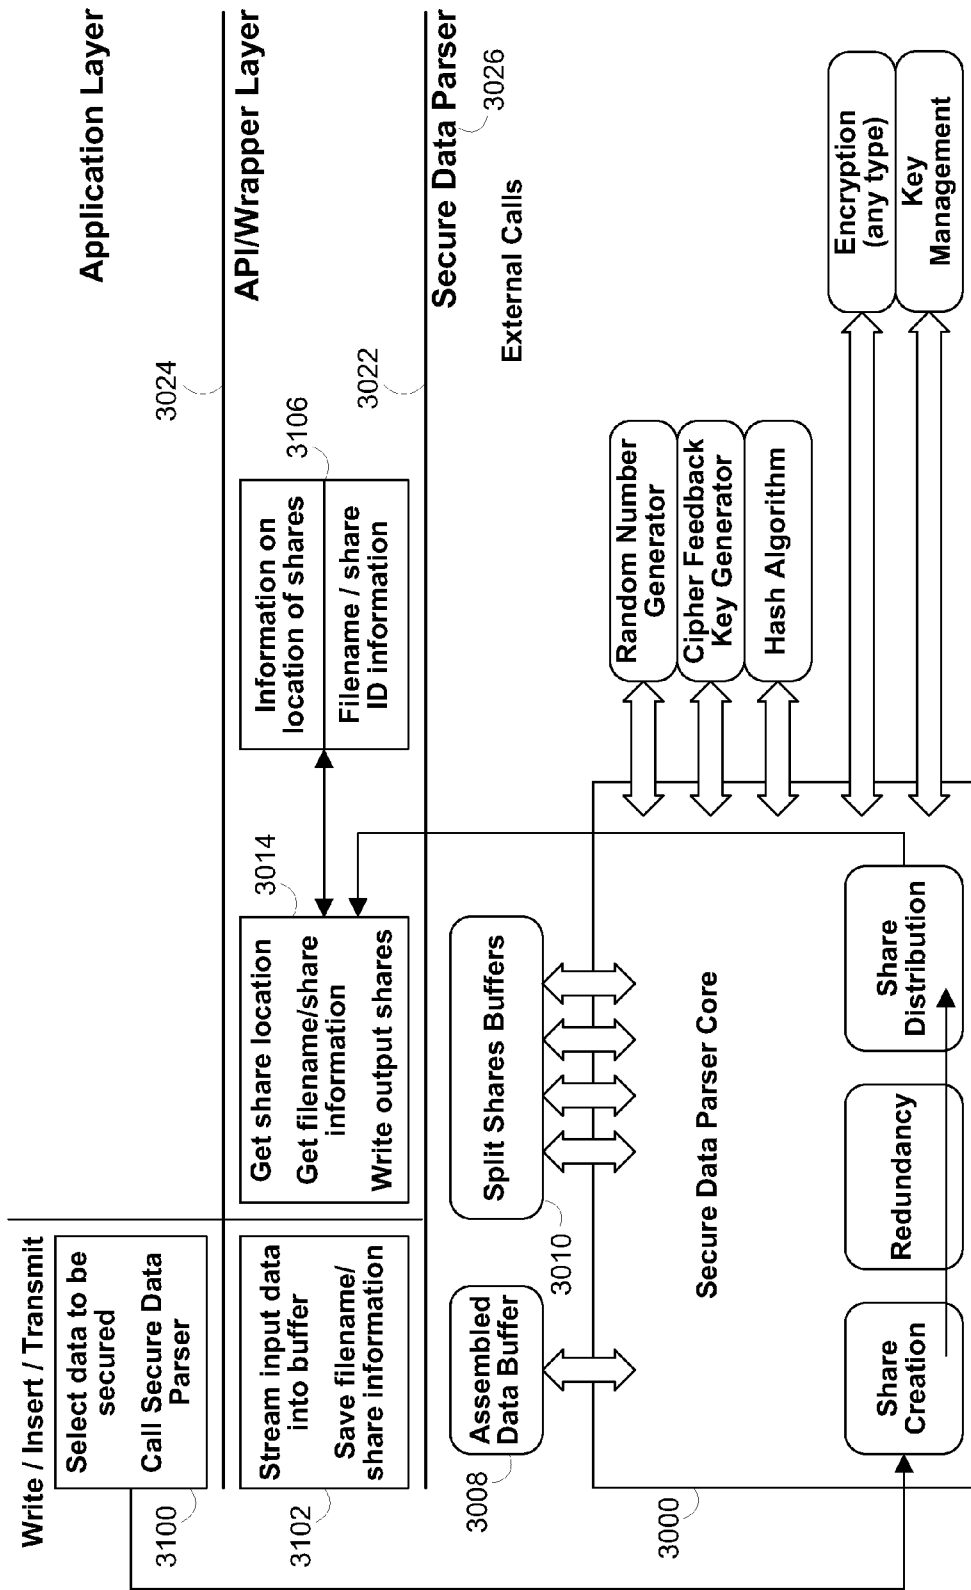 Write / Insert / Transmit
Application Layer
Select data to be
secured
Call Secure Data
Parser
3100
3024
API/Wrapper Layer
Stream input data
into buffer
Save filename/
share information
3102
Get share location
Get filename/share
information
Write output shares
3014
Information on
location of shares
Filename / share
ID information
3106
3022
Secure Data Parser
3026
External Calls
Assembled
Data Buffer
3008
Split Shares Buffers
3010
Secure Data Parser Core
3000
Share
Creation
Redundancy
Share
Distribution
Random Number
Generator
Cipher Feedback
Key Generator
Hash Algorithm
Encryption
(any type)
Key
Management